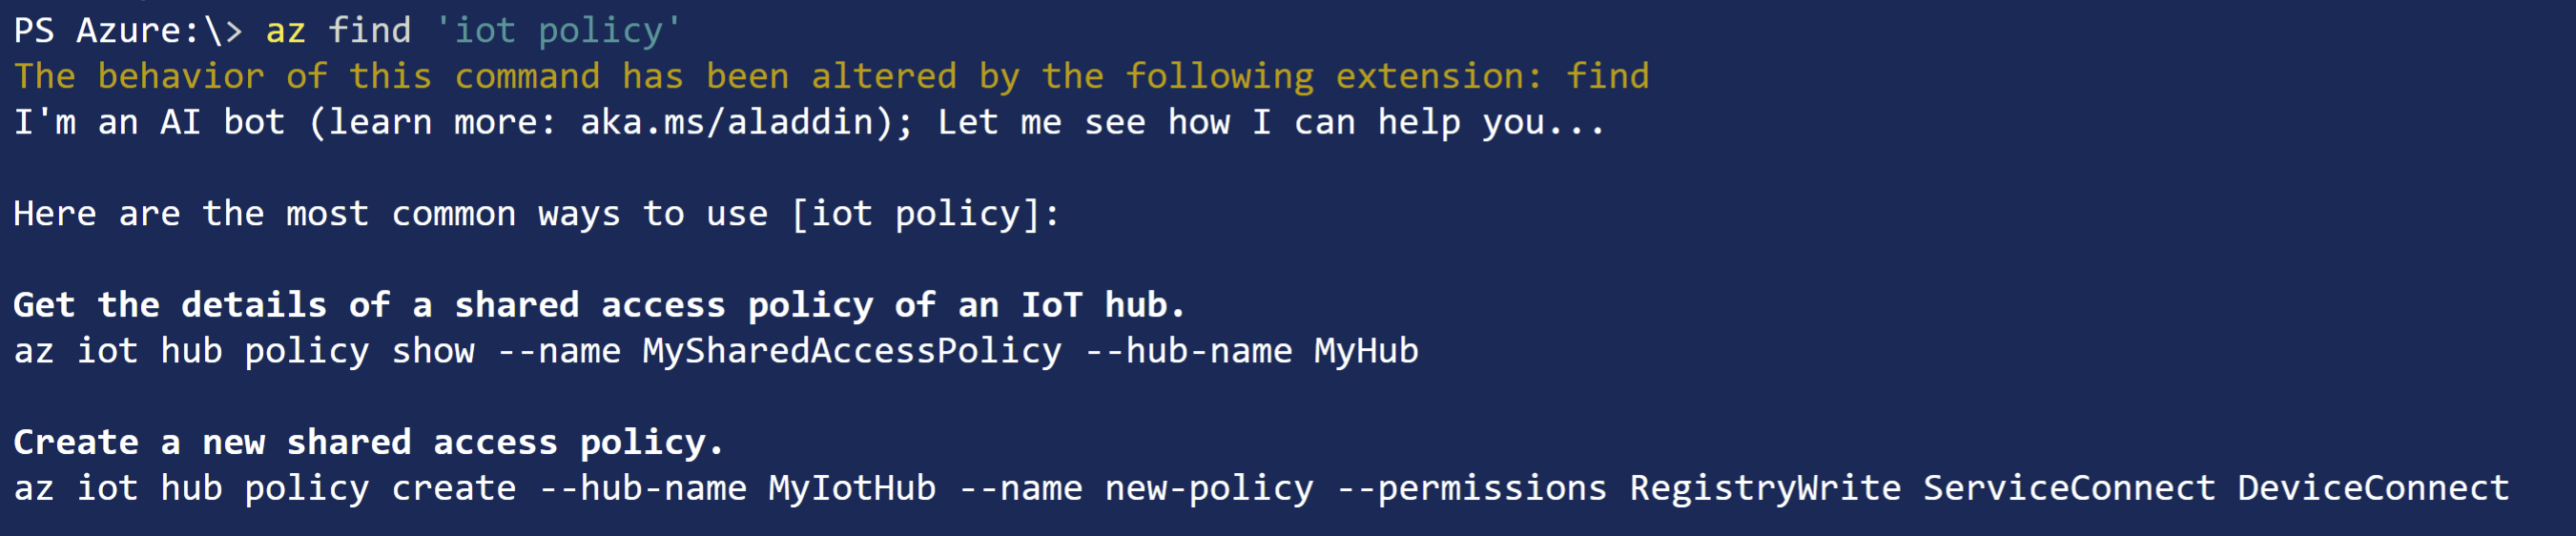 PS Azure:\> az find 'iot policy'
The behavior of this command has been altered by the following extension: find
I'm an AI bot (learn more: aka.ms/aladdin); Let me see how I can help you...
Here are the most common ways to use [iot policy]:
Get the details of a shared access policy of an IoT hub.
az iot hub policy show --name MySharedAccessPolicy --hub-name MyHub
Create a new shared access policy.
az iot hub policy create --hub-name MyIotHub --name new-policy --permissions RegistryWrite ServiceConnect DeviceConnect